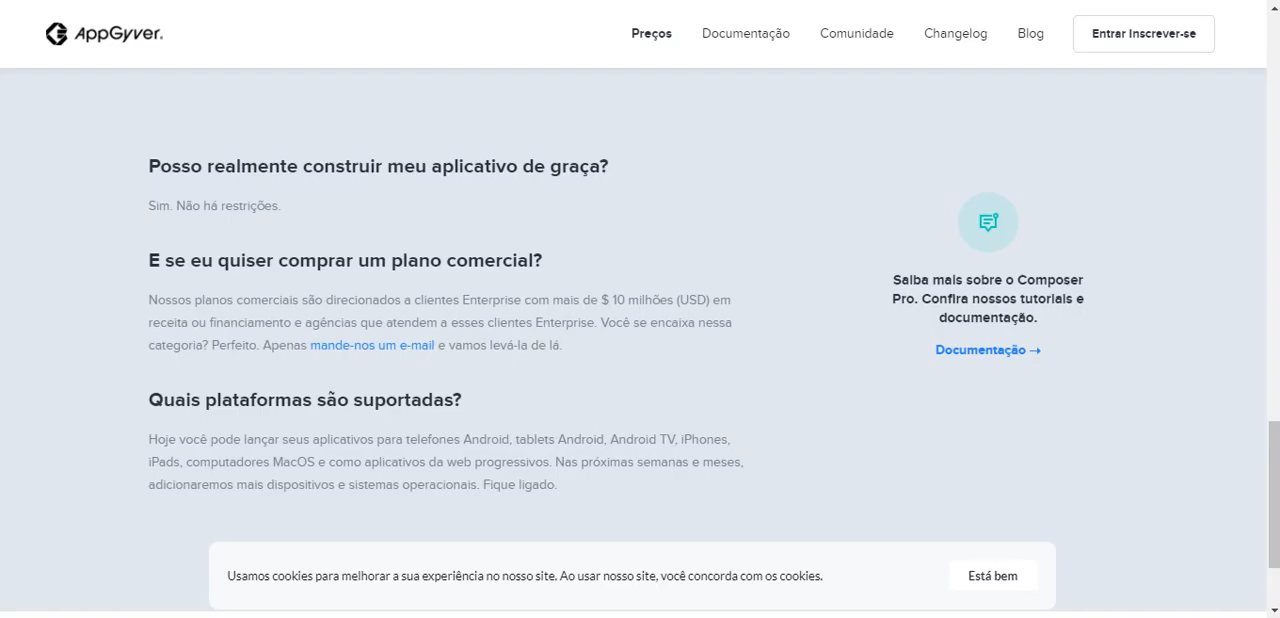 AppGyver.
Preços Documentação Comunidade Changelog Blog Entrar Inscrever-se
Posso realmente construir meu aplicativo de graça?
Sim. Não há restrições.
E se eu quiser comprar um plano comercial?
Nossos planos comerciais são direcionados a clientes Enterprise com mais de $ 10 milhões (USD) em
receita ou financiamento e agências que atendem a esses clientes Enterprise. Você se encaixa nessa
categoria? Perfeito. Apenas mande-nos um e-mail e vamos levá-la de lá.
Quais plataformas são suportadas?
Hoje você pode lançar seus aplicativos para telefones Android, tablets Android, Android TV, iPhones,
iPads, computadores MacOS e como aplicativos da web progressivos. Nas próximas semanas e meses,
adicionaremos mais dispositivos e sistemas operacionais. Fique ligado.
Saiba mais sobre o Composer
Pro. Confira nossos tutoriais e
documentação.
Documentação →
Usamos cookies para melhorar a sua experiência no nosso site. Ao usar nosso site, você concorda com os cookies.
Está bem